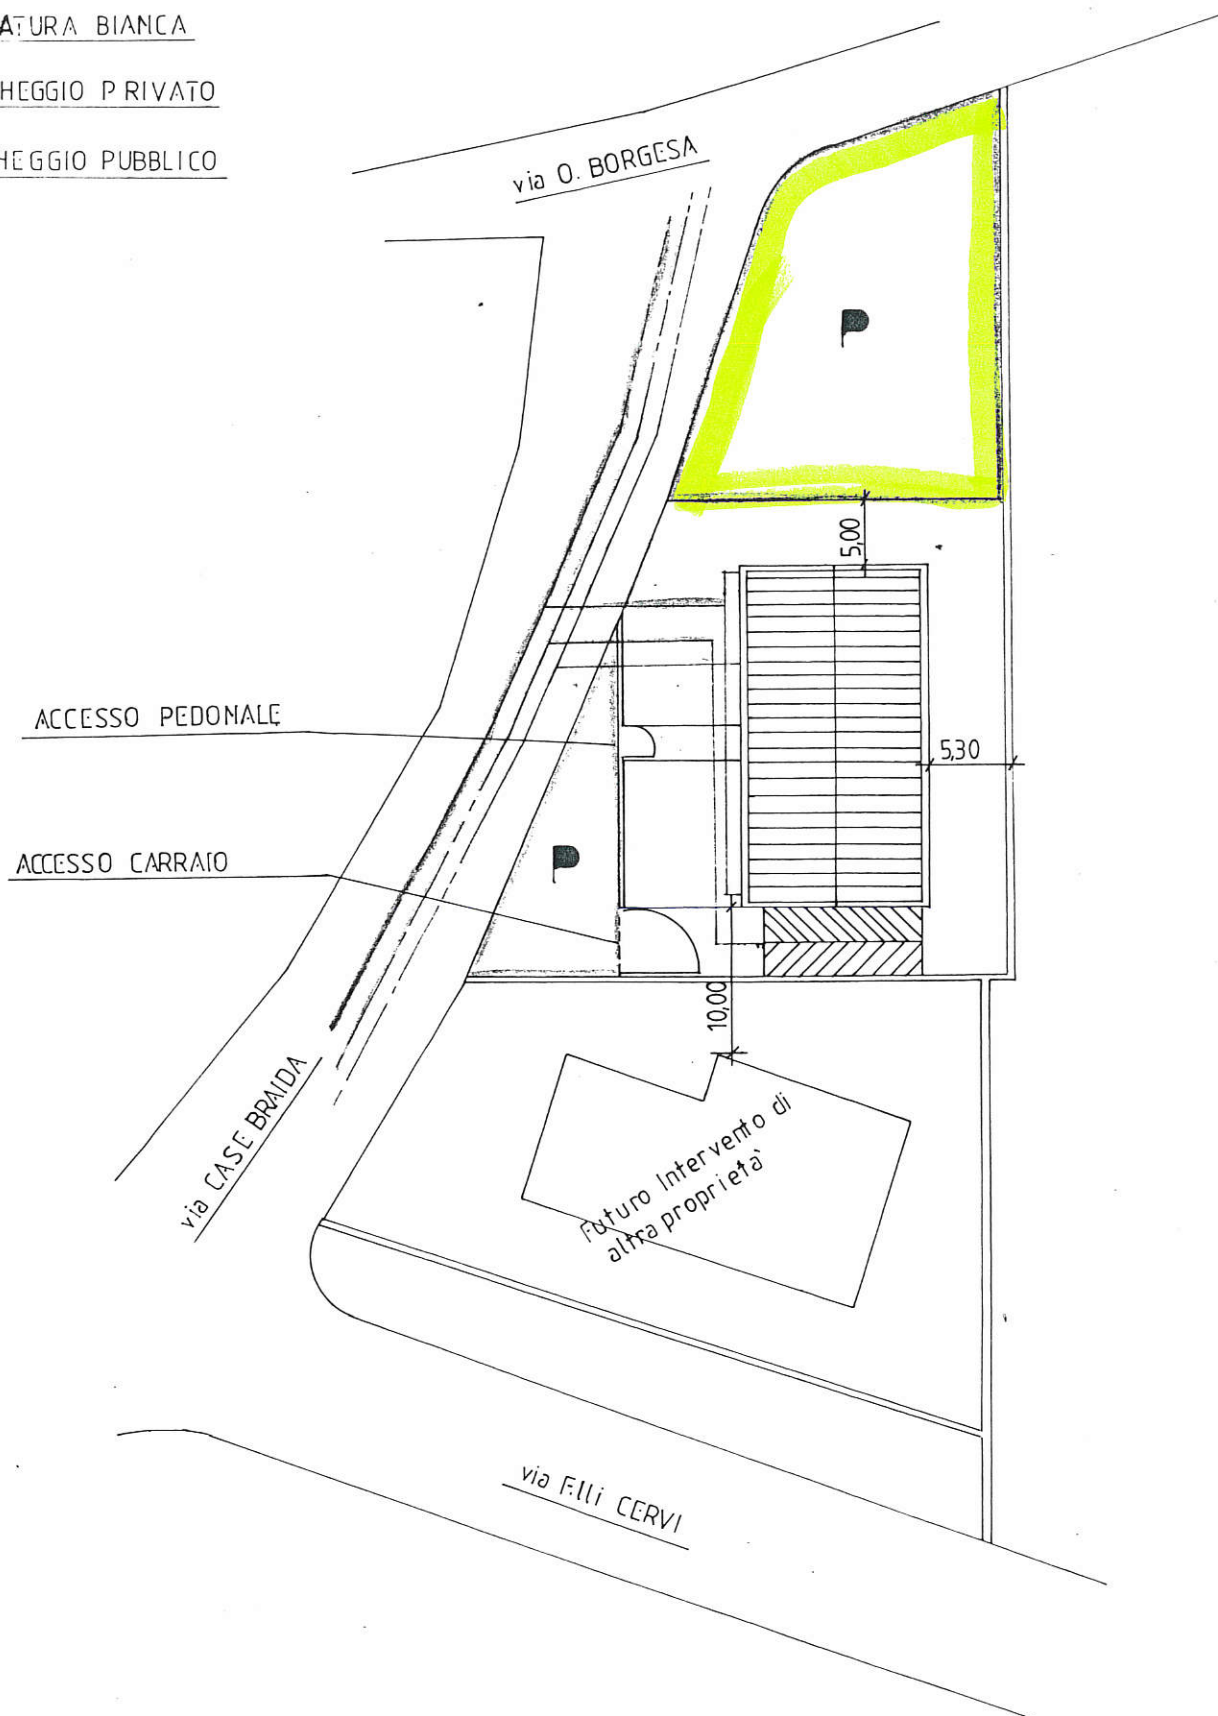 ATURA BIANCA
HEGGIO PRIVATO
HEGGIO PUBBLICO
via O. BORGESA
P
5,00
ACCESSO PEDONALE
5,30
ACCESSO CARRAIO
P
10,00
via CASE BRAIDA
Futuro Intervento di
altra proprietà
via F.lli CERVI